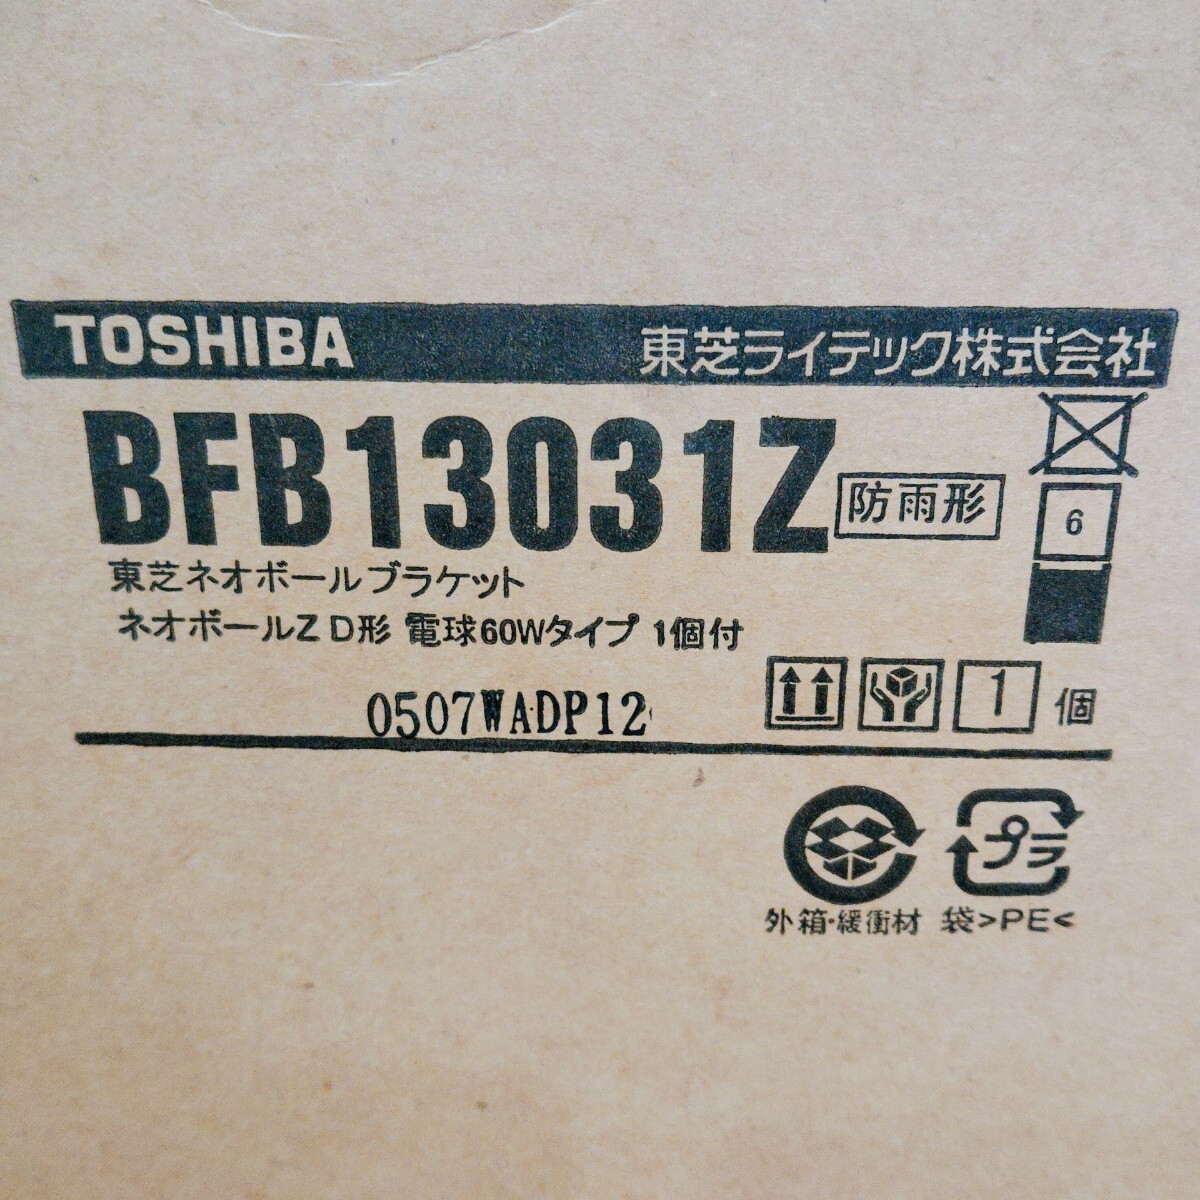 TOSHIBA 東芝ライテック株式会社
BFB13031Z 防雨形
6
東芝ネオボールブラケット
ネオボールZ D形 電球60Wタイプ 1個付
1 個
0507WADP12
プラ
外箱・緩衝材 袋>PE<